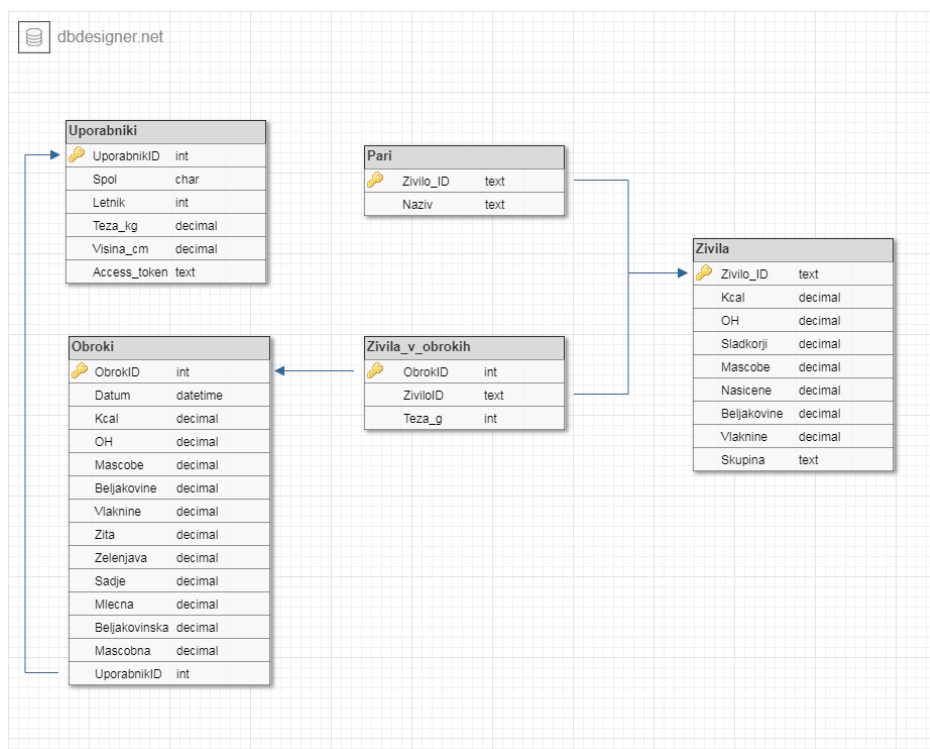 dbdesigner.net
Uporabniki
UporabnikID int
Spol char
Letnik int
Teza_kg decimal
Visina_cm decimal
Access_token text
Obroki
ObrokID int
Datum datetime
Kcal decimal
OH decimal
Mascobe decimal
Beljakovine decimal
Vlaknine decimal
Zita decimal
Zelenjava decimal
Sadje decimal
Mlecna decimal
Beljakovinska decimal
Mascobna decimal
UporabnikID int
Pari
Zivilo_ID text
Naziv text
Zivila_v_obrokih
ObrokID int
ZiviloID text
Teza_g int
Zivila
Zivilo_ID text
Kcal decimal
OH decimal
Sladkorji decimal
Mascobe decimal
Nasicene decimal
Beljakovine decimal
Vlaknine decimal
Skupina text